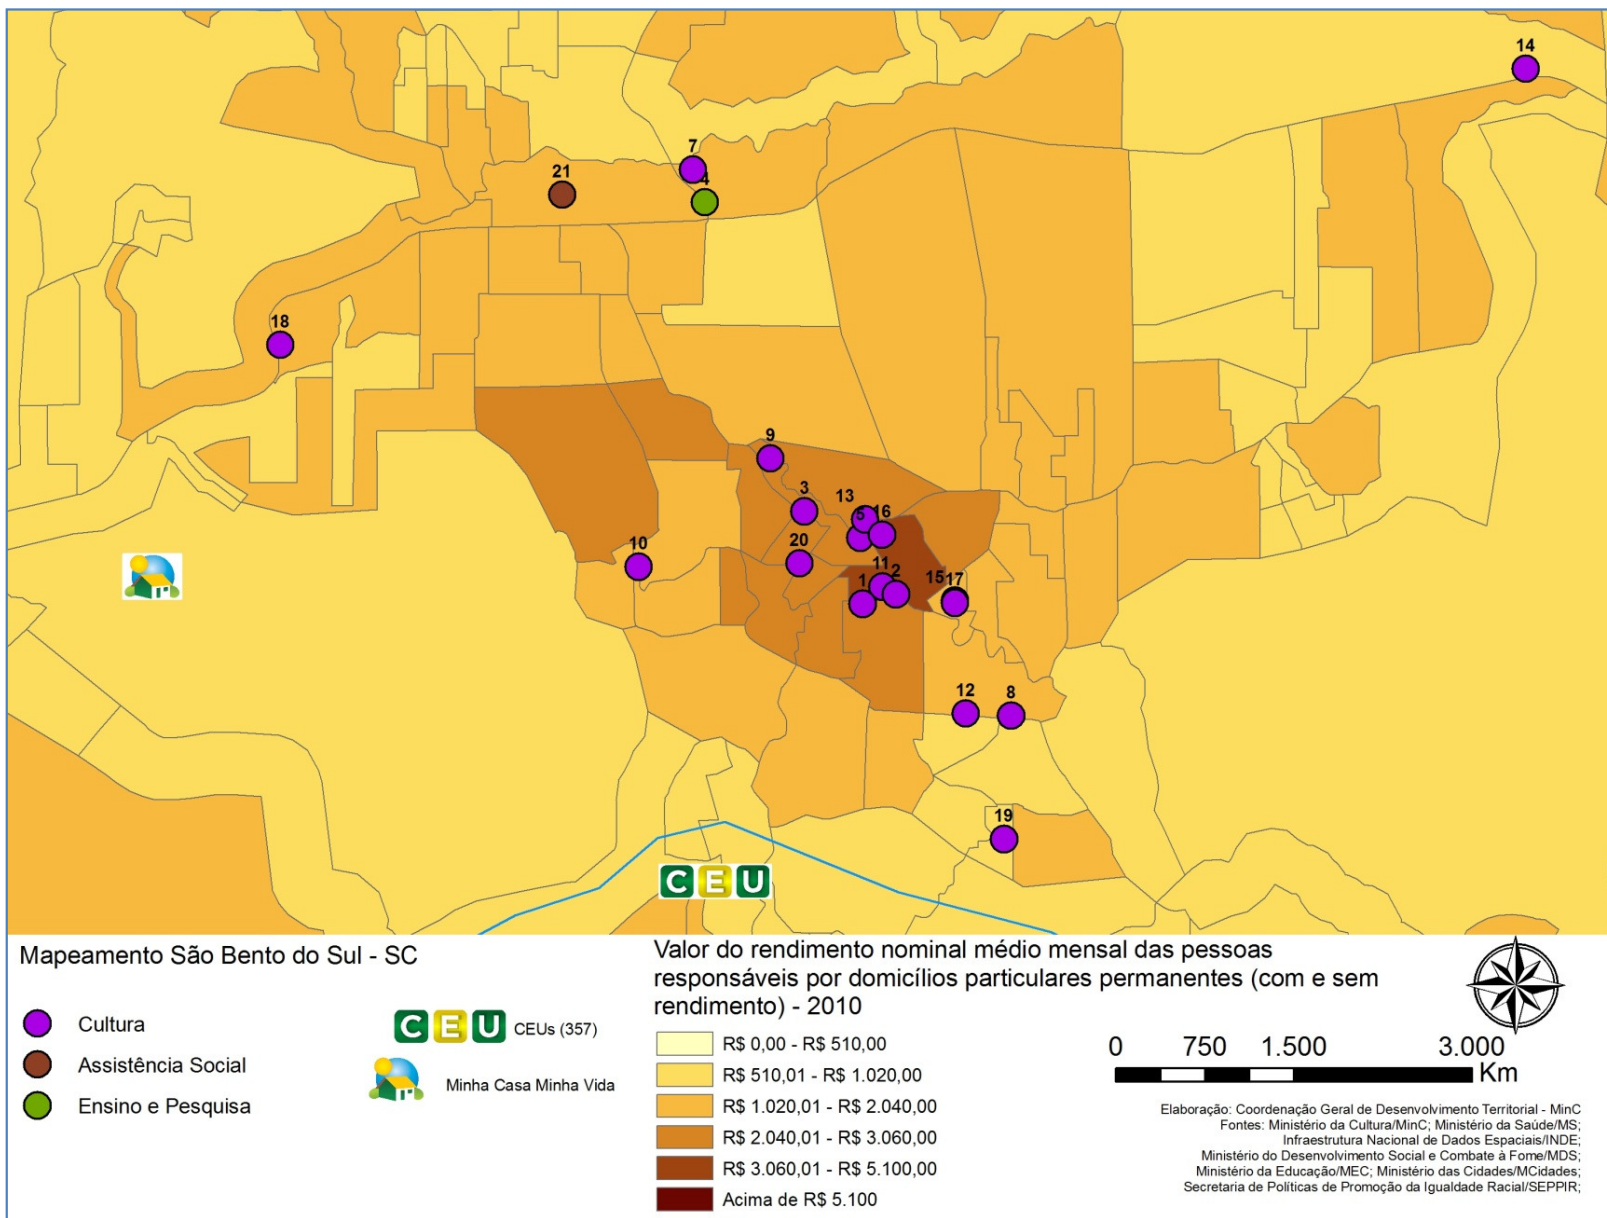 14
7
4
21
18
9
3
13
5
16
10
20
11
2
1
15
17
12
8
19
CEU
Mapeamento São Bento do Sul - SC
Cultura
Assistência Social
Ensino e Pesquisa
CEU CEUs (357)
Minha Casa Minha Vida
Valor do rendimento nominal médio mensal das pessoas
responsáveis por domicílios particulares permanentes (com e sem
rendimento) - 2010
R$ 0,00 - R$ 510,00
R$ 510,01 - R$ 1.020,00
R$ 1.020,01 - R$ 2.040,00
R$ 2.040,01 - R$ 3.060,00
R$ 3.060,01 - R$ 5.100,00
Acima de R$ 5.100
0 750 1.500 3.000
Km
Elaboração: Coordenação Geral de Desenvolvimento Territorial - MinC
Fontes: Ministério da Cultura/MinC; Ministério da Saúde/MS;
Infraestrutura Nacional de Dados Espaciais/INDE;
Ministério do Desenvolvimento Social e Combate à Fome/MDS;
Ministério da Educação/MEC; Ministério das Cidades/MCidades;
Secretaria de Políticas de Promoção da Igualdade Racial/SEPPIR;